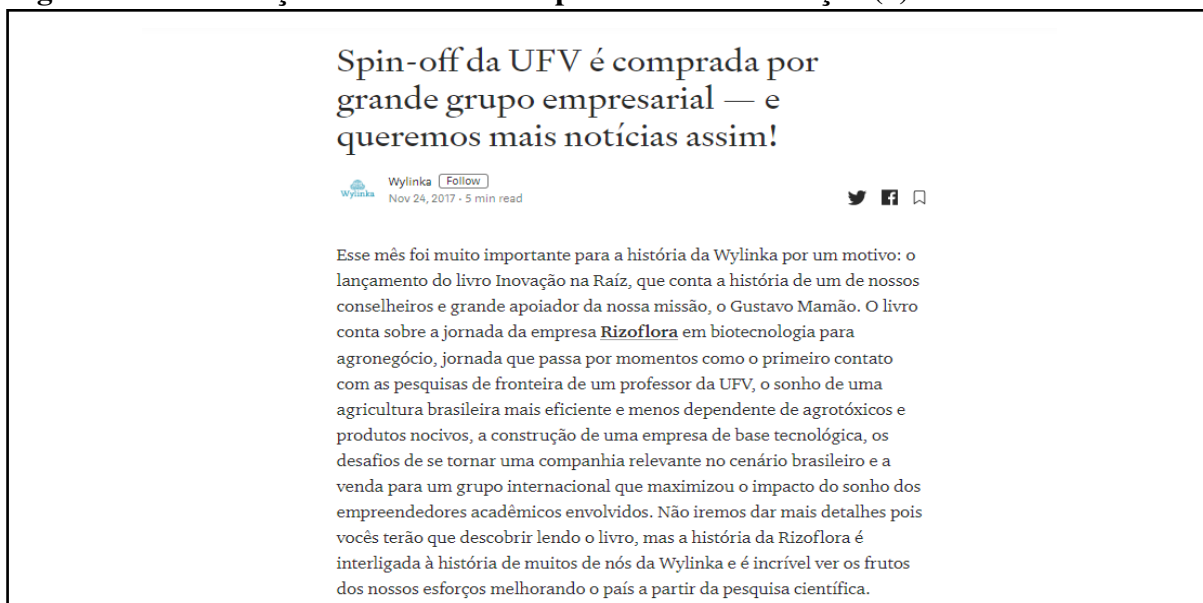 Spin-off da UFV é comprada por
grande grupo empresarial — e
queremos mais notícias assim!
Wylinka
Wylinka Follow
Nov 24, 2017 · 5 min read
Esse mês foi muito importante para a história da Wylinka por um motivo: o
lançamento do livro Inovação na Raíz, que conta a história de um de nossos
conselheiros e grande apoiador da nossa missão, o Gustavo Mamão. O livro
conta sobre a jornada da empresa Rizoflora em biotecnologia para
agronegócio, jornada que passa por momentos como o primeiro contato
com as pesquisas de fronteira de um professor da UFV, o sonho de uma
agricultura brasileira mais eficiente e menos dependente de agrotóxicos e
produtos nocivos, a construção de uma empresa de base tecnológica, os
desafios de se tornar uma companhia relevante no cenário brasileiro e a
venda para um grupo internacional que maximizou o impacto do sonho dos
empreendedores acadêmicos envolvidos. Não iremos dar mais detalhes pois
vocês terão que descobrir lendo o livro, mas a história da Rizoflora é
interligada à história de muitos de nós da Wylinka e é incrível ver os frutos
dos nossos esforços melhorando o país a partir da pesquisa científica.